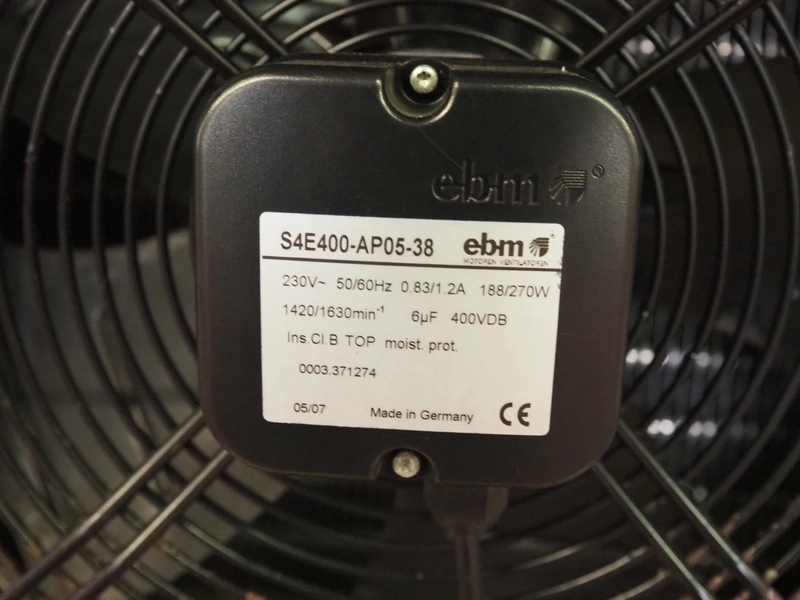 ebm®
S4E400-AP05-38 ebm®
MOTOREN VENTILATOREN
230V~ 50/60Hz 0.83/1.2A 188/270W
1420/1630min⁻¹ 6µF 400VDB
Ins.Cl.B TOP moist. prot.
0003.371274
05/07 Made in Germany CE